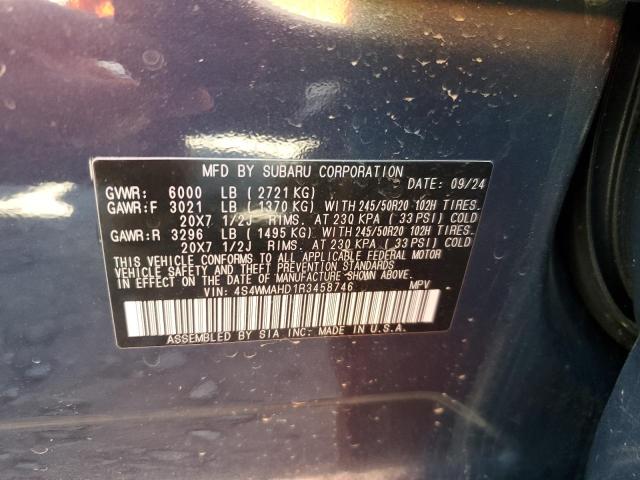 MFD BY SUBARU CORPORATION
GVWR: 6000 LB ( 2721 KG) DATE: 09/24
GAWR:F 3021 LB ( 1370 KG) WITH 245/50R20 102H TIRES.
20X7 1/2J RIMS. AT 230 KPA ( 33 PSI) COLD
GAWR:R 3296 LB ( 1495 KG) WITH 245/50R20 102H TIRES.
20X7 1/2J RIMS. AT 230 KPA ( 33 PSI) COLD
THIS VEHICLE CONFORMS TO ALL APPLICABLE FEDERAL MOTOR
VEHICLE SAFETY AND THEFT PREVENTION STANDARDS
IN EFFECT ON THE DATE OF MANUFACTURE SHOWN ABOVE.
VIN: 4S4WMAHD1R3458746 MPV
ASSEMBLED BY SIA INC. MADE IN U.S.A.